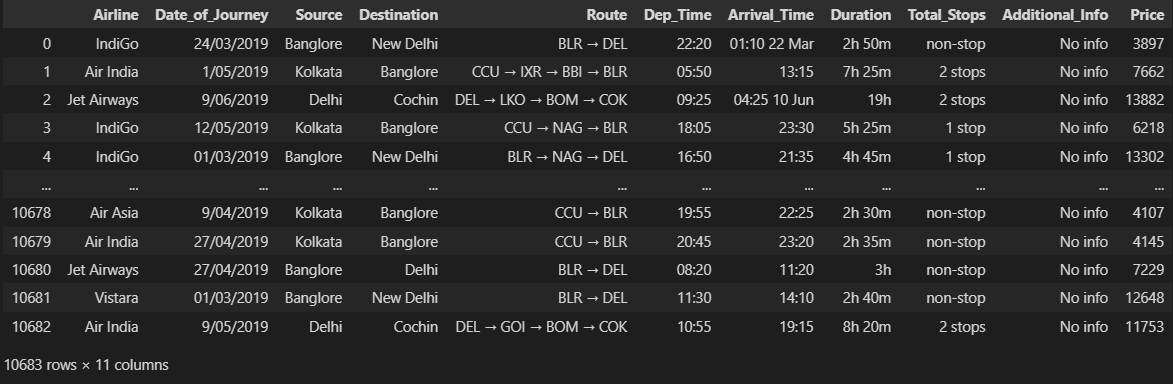 Airline Date_of_Journey Source Destination Route Dep_Time Arrival_Time Duration Total_Stops Additional_Info Price
0 IndiGo 24/03/2019 Banglore New Delhi BLR → DEL 22:20 01:10 22 Mar 2h 50m non-stop No info 3897
1 Air India 1/05/2019 Kolkata Banglore CCU → IXR → BBI → BLR 05:50 13:15 7h 25m 2 stops No info 7662
2 Jet Airways 9/06/2019 Delhi Cochin DEL → LKO → BOM → COK 09:25 04:25 10 Jun 19h 2 stops No info 13882
3 IndiGo 12/05/2019 Kolkata Banglore CCU → NAG → BLR 18:05 23:30 5h 25m 1 stop No info 6218
4 IndiGo 01/03/2019 Banglore New Delhi BLR → NAG → DEL 16:50 21:35 4h 45m 1 stop No info 13302
... ... ... ... ... ... ... ... ... ... ... ...
10678 Air Asia 9/04/2019 Kolkata Banglore CCU → BLR 19:55 22:25 2h 30m non-stop No info 4107
10679 Air India 27/04/2019 Kolkata Banglore CCU → BLR 20:45 23:20 2h 35m non-stop No info 4145
10680 Jet Airways 27/04/2019 Banglore Delhi BLR → DEL 08:20 11:20 3h non-stop No info 7229
10681 Vistara 01/03/2019 Banglore New Delhi BLR → DEL 11:30 14:10 2h 40m non-stop No info 12648
10682 Air India 9/05/2019 Delhi Cochin DEL → GOI → BOM → COK 10:55 19:15 8h 20m 2 stops No info 11753
10683 rows × 11 columns